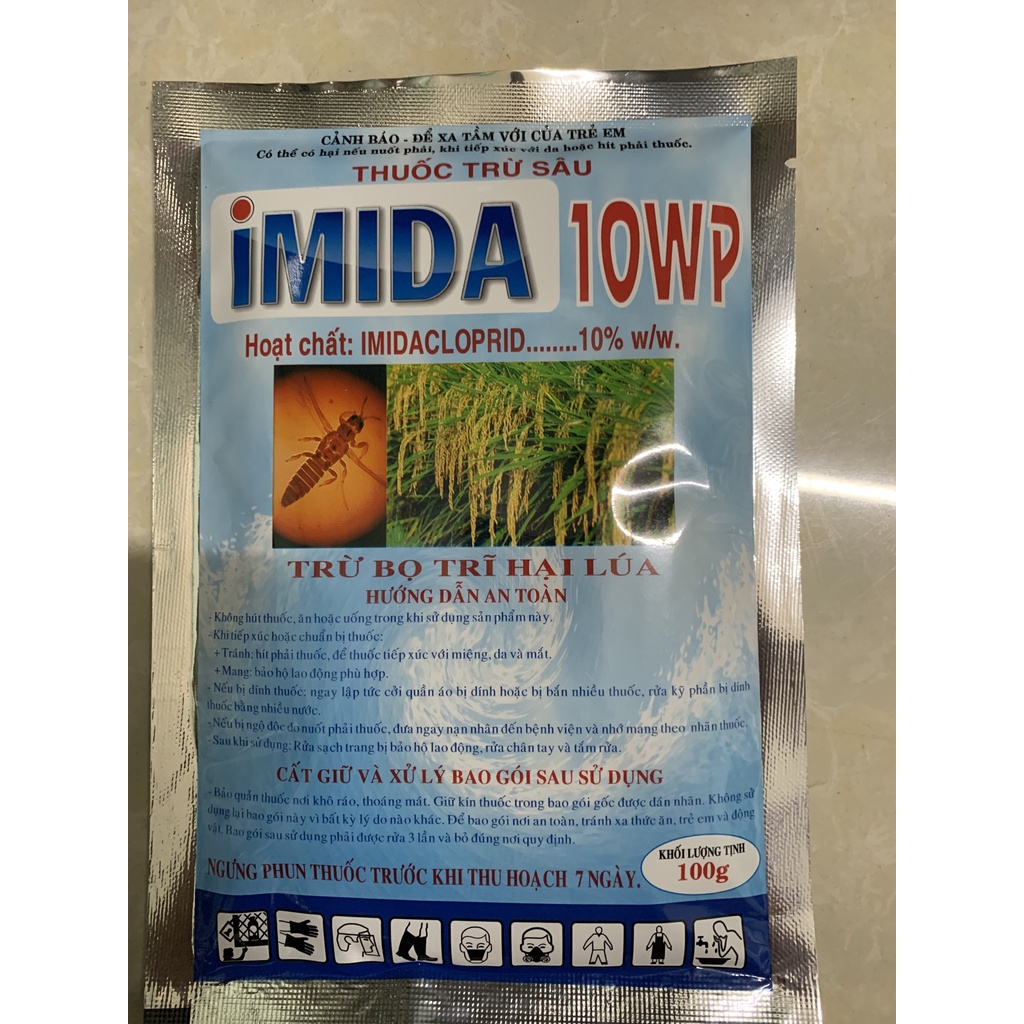 CẢNH BÁO - ĐỂ XA TẦM VỚI CỦA TRẺ EM
Có thể có hại nếu nuốt phải, khi tiếp xúc với da hoặc hít phải thuốc.
THUỐC TRỪ SÂU
iMIDA 10WP
Hoạt chất: IMIDACLOPRID........10% w/w.
TRỪ BỌ TRĨ HẠI LÚA
HƯỚNG DẪN AN TOÀN
- Không hút thuốc, ăn hoặc uống trong khi sử dụng sản phẩm này.
- Khi tiếp xúc hoặc chuẩn bị thuốc:
+ Tránh: hít phải thuốc, để thuốc tiếp xúc với miệng, da và mắt.
+ Mang: bảo hộ lao động phù hợp.
- Nếu bị dính thuốc: ngay lập tức cởi quần áo bị dính hoặc bị bắn nhiều thuốc, rửa kỹ phần bị dính
thuốc bằng nhiều nước.
- Nếu bị ngộ độc do nuốt phải thuốc, đưa ngay nạn nhân đến bệnh viện và nhớ mang theo nhãn thuốc.
- Sau khi sử dụng: Rửa sạch trang bị bảo hộ lao động, rửa chân tay và tắm rửa.
CẤT GIỮ VÀ XỬ LÝ BAO GÓI SAU SỬ DỤNG
- Bảo quản thuốc nơi khô ráo, thoáng mát. Giữ kín thuốc trong bao gói gốc được dán nhãn. Không sử
dụng lại bao gói này vì bất kỳ lý do nào khác. Để bao gói nơi an toàn, tránh xa thức ăn, trẻ em và động
vật. Bao gói sau sử dụng phải được rửa 3 lần và bỏ đúng nơi quy định.
NGƯNG PHUN THUỐC TRƯỚC KHI THU HOẠCH 7 NGÀY.
KHỐI LƯỢNG TỊNH
100g